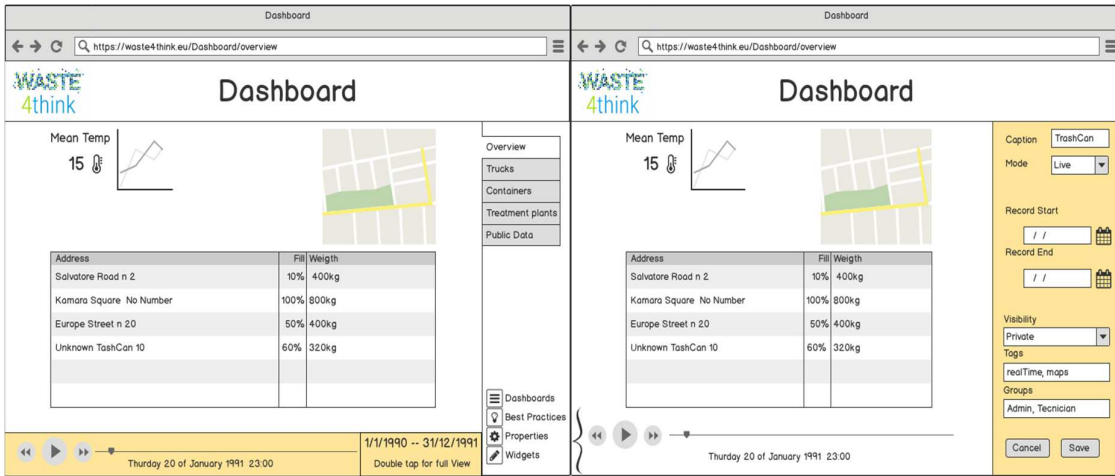 Dashboard
https://waste4think.eu/Dashboard/overview
WASTE
4think
Dashboard
Mean Temp
15
Overview
Trucks
Containers
Treatment plants
Public Data
Address Fill Weigth
Salvatore Road n 2 10% 400kg
Kamara Square No Number 100% 800kg
Europe Street n 20 50% 400kg
Unknown TashCan 10 60% 320kg
Dashboards
Best Practices
Properties
Widgets
1/1/1990 -- 31/12/1991
Double tap for full View
Thurday 20 of January 1991 23:00
Dashboard
https://waste4think.eu/Dashboard/overview
WASTE
4think
Dashboard
Mean Temp
15
Address Fill Weigth
Salvatore Road n 2 10% 400kg
Kamara Square No Number 100% 800kg
Europe Street n 20 50% 400kg
Unknown TashCan 10 60% 320kg
Thurday 20 of January 1991 23:00
Caption TrashCan
Mode Live
Record Start
/ /
Record End
/ /
Visibility
Private
Tags
realTime, maps
Groups
Admin, Tecnician
Cancel Save